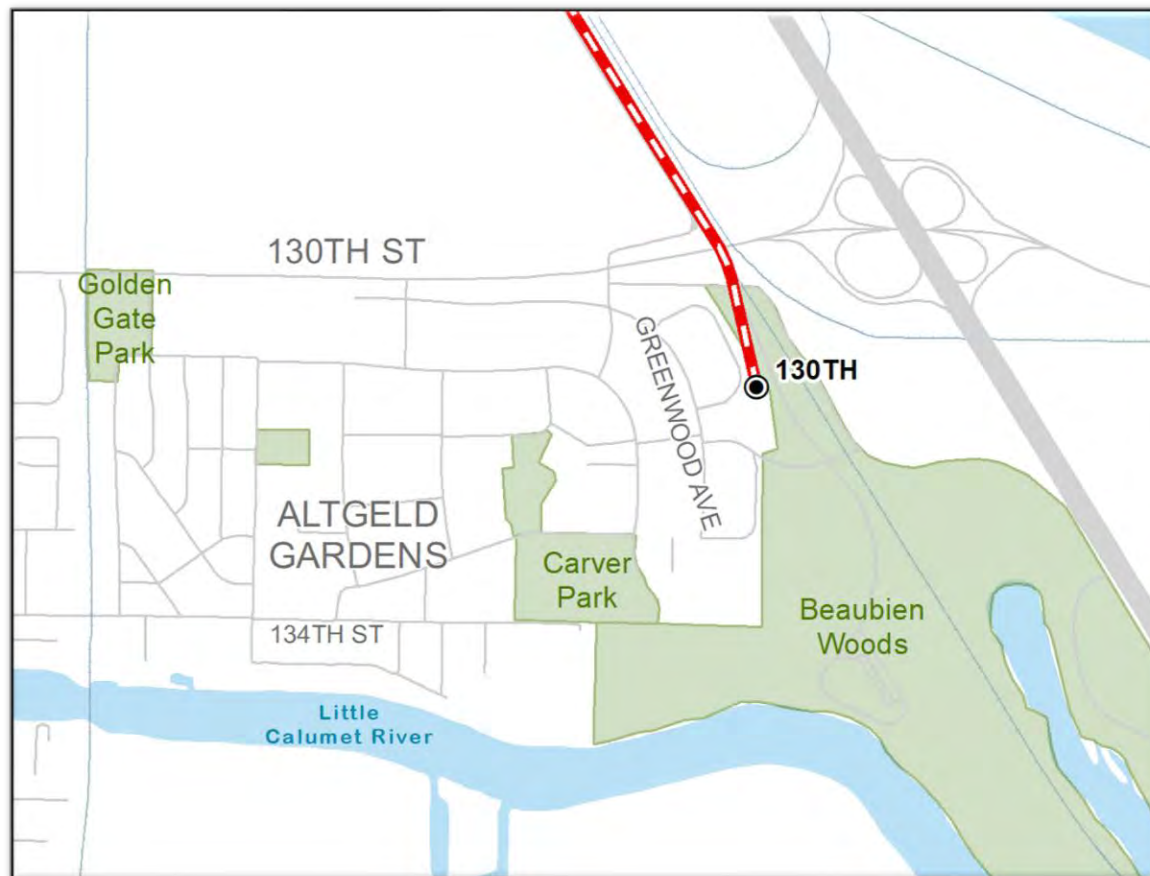 130TH ST
Golden
Gate
Park
GREENWOOD AVE
130TH
ALTGELD
GARDENS
Carver
Park
Beaubien
Woods
134TH ST
Little
Calumet River